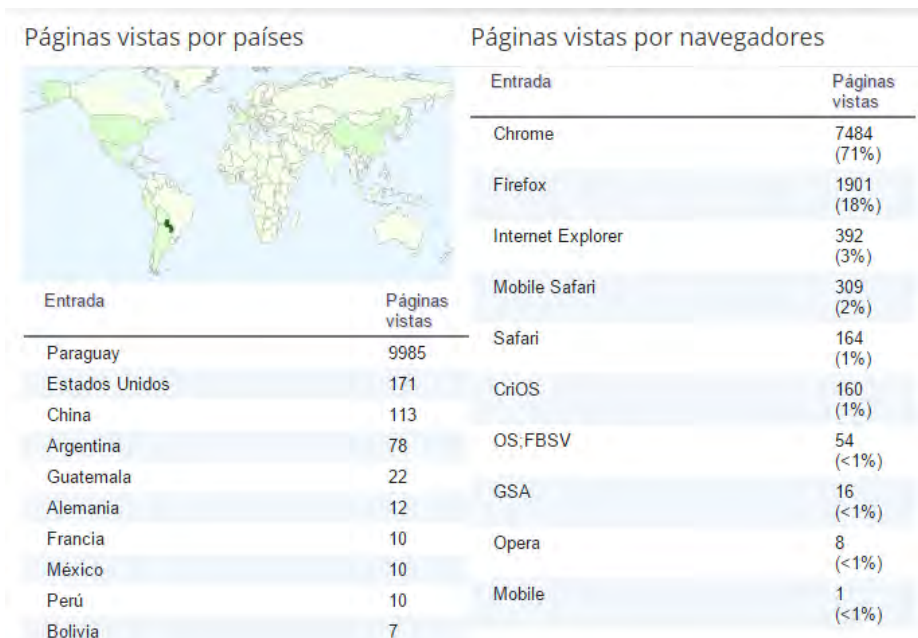 Páginas vistas por países
Entrada
Páginas
vistas
Paraguay 9985
Estados Unidos 171
China 113
Argentina 78
Guatemala 22
Alemania 12
Francia 10
México 10
Perú 10
Bolivia 7
Páginas vistas por navegadores
Entrada
Páginas
vistas
Chrome 7484
(71%)
Firefox 1901
(18%)
Internet Explorer 392
(3%)
Mobile Safari 309
(2%)
Safari 164
(1%)
CriOS 160
(1%)
OS;FBSV 54
(<1%)
GSA 16
(<1%)
Opera 8
(<1%)
Mobile 1
(<1%)